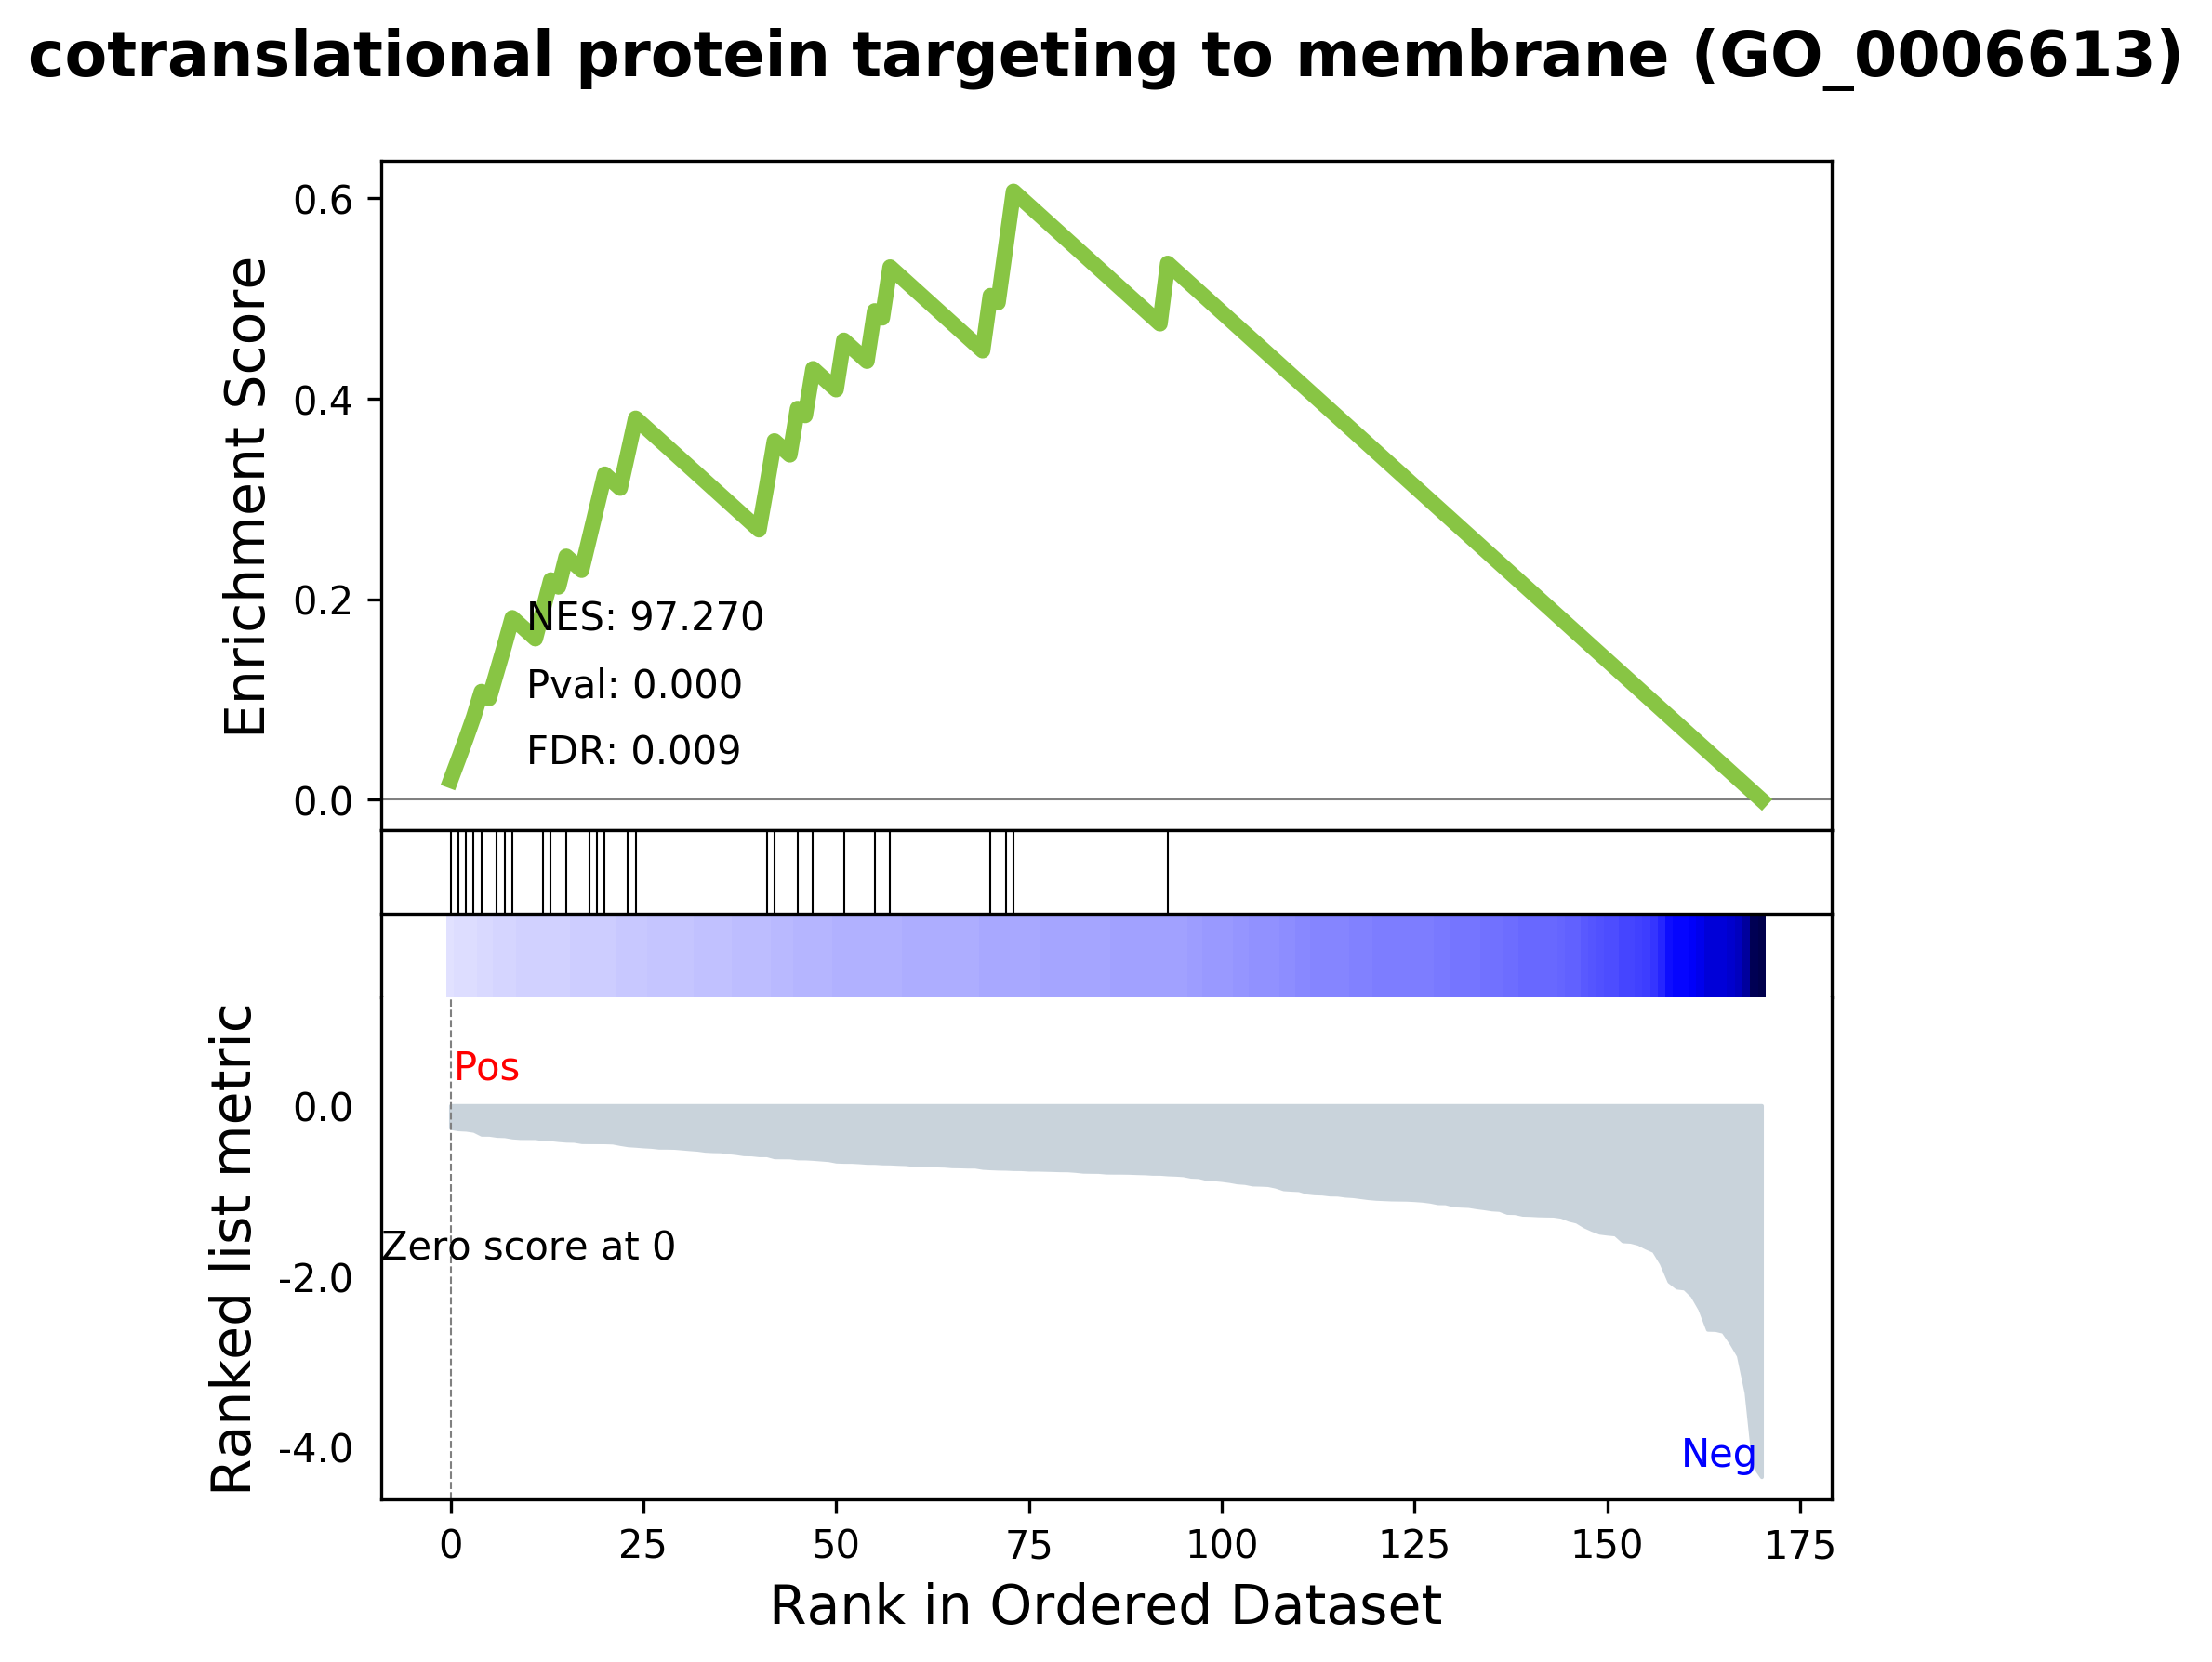 cotranslational protein targeting to membrane (GO_0006613)
Enrichment Score
0.6
0.4
0.2
0.0
NES: 97.270
Pval: 0.000
FDR: 0.009
Ranked list metric
Pos
0.0
-2.0
-4.0
Zero score at 0
Neg
0 25 50 75 100 125 150 175
Rank in Ordered Dataset